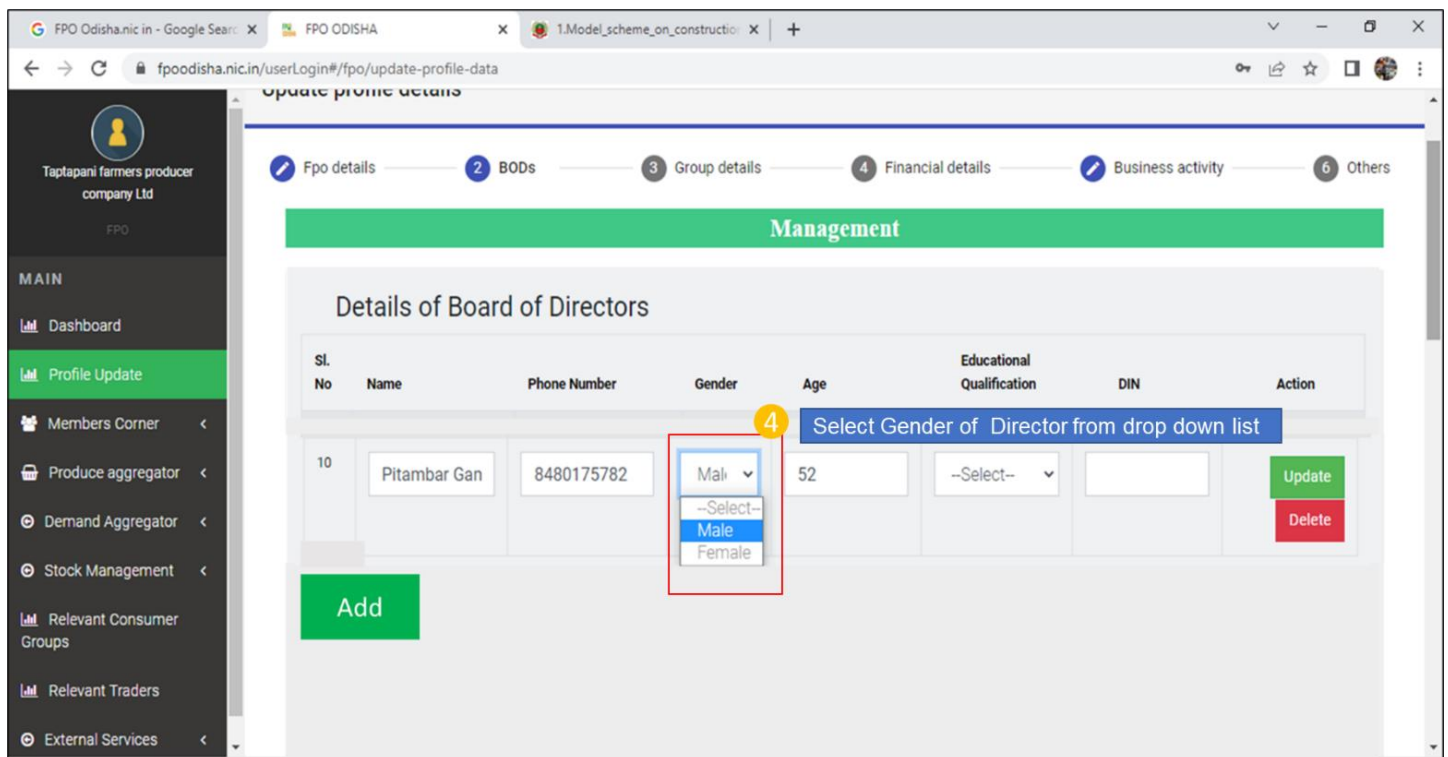 FPO Odisha.nic in - Google Searc
FPO ODISHA
1.Model_scheme_on_construction
fpoodisha.nic.in/userLogin#/fpo/update-profile-data
Update profile details
Taptapani farmers producer
company Ltd
FPO
Fpo details
2 BODs
3 Group details
4 Financial details
Business activity
6 Others
Management
MAIN
Dashboard
Profile Update
Members Corner
Produce aggregator
Demand Aggregator
Stock Management
Relevant Consumer
Groups
Relevant Traders
External Services
Details of Board of Directors
Sl.
No
Name
Phone Number
Gender
Age
Educational
Qualification
DIN
Action
4 Select Gender of Director from drop down list
10
Pitambar Gan
8480175782
Male
52
--Select--
Update
Delete
--Select--
Male
Female
Add